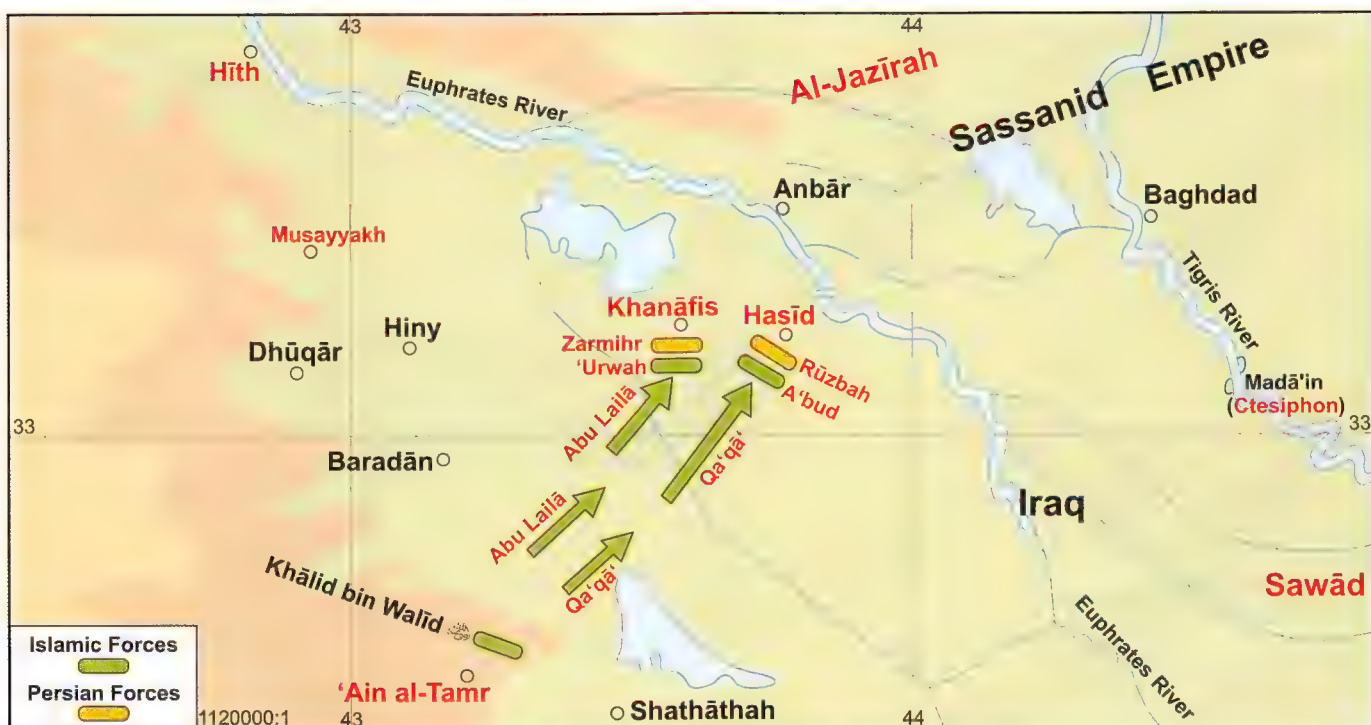 43
44
Hīth
Euphrates River
Al-Jazīrah
Sassanid Empire
Anbār
Baghdad
Musayyakh
Tigris River
Khanāfis
Hasīd
Hiny
Zarmihr
Dhūqār
'Urwah
Rūzbah
A'bud
Madā'in
(Ctesiphon)
Abu Lailā
33
33
Qa'qā'
Baradān
Iraq
Abu Lailā
Khālid bin Walīd
Qa'qā'
Sawād
Euphrates River
Islamic Forces
Persian Forces
'Ain al-Tamr
Shathāthah
1120000:1
43
44